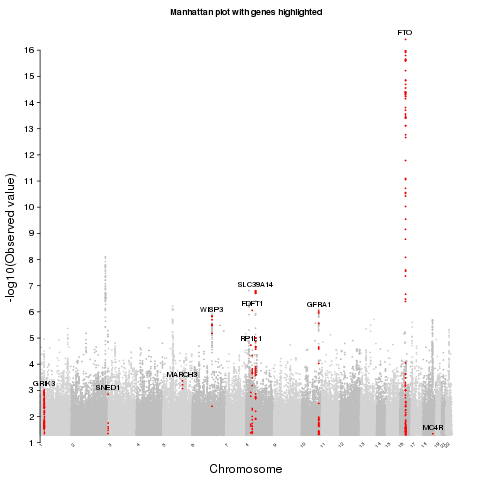 Manhattan plot with genes highlighted
FTO
16
15
14
13
12
11
10
9
8
7
6
5
4
3
2
1
-log10(Observed value)
SLC39A14
FDFT1
WISP3
GFRA1
RP1L1
MARCH3
GRIK3
SNED1
MC4R
1 2 3 4 5 6 7 8 9 10 11 12 13 14 15 16 17 19 22
Chromosome